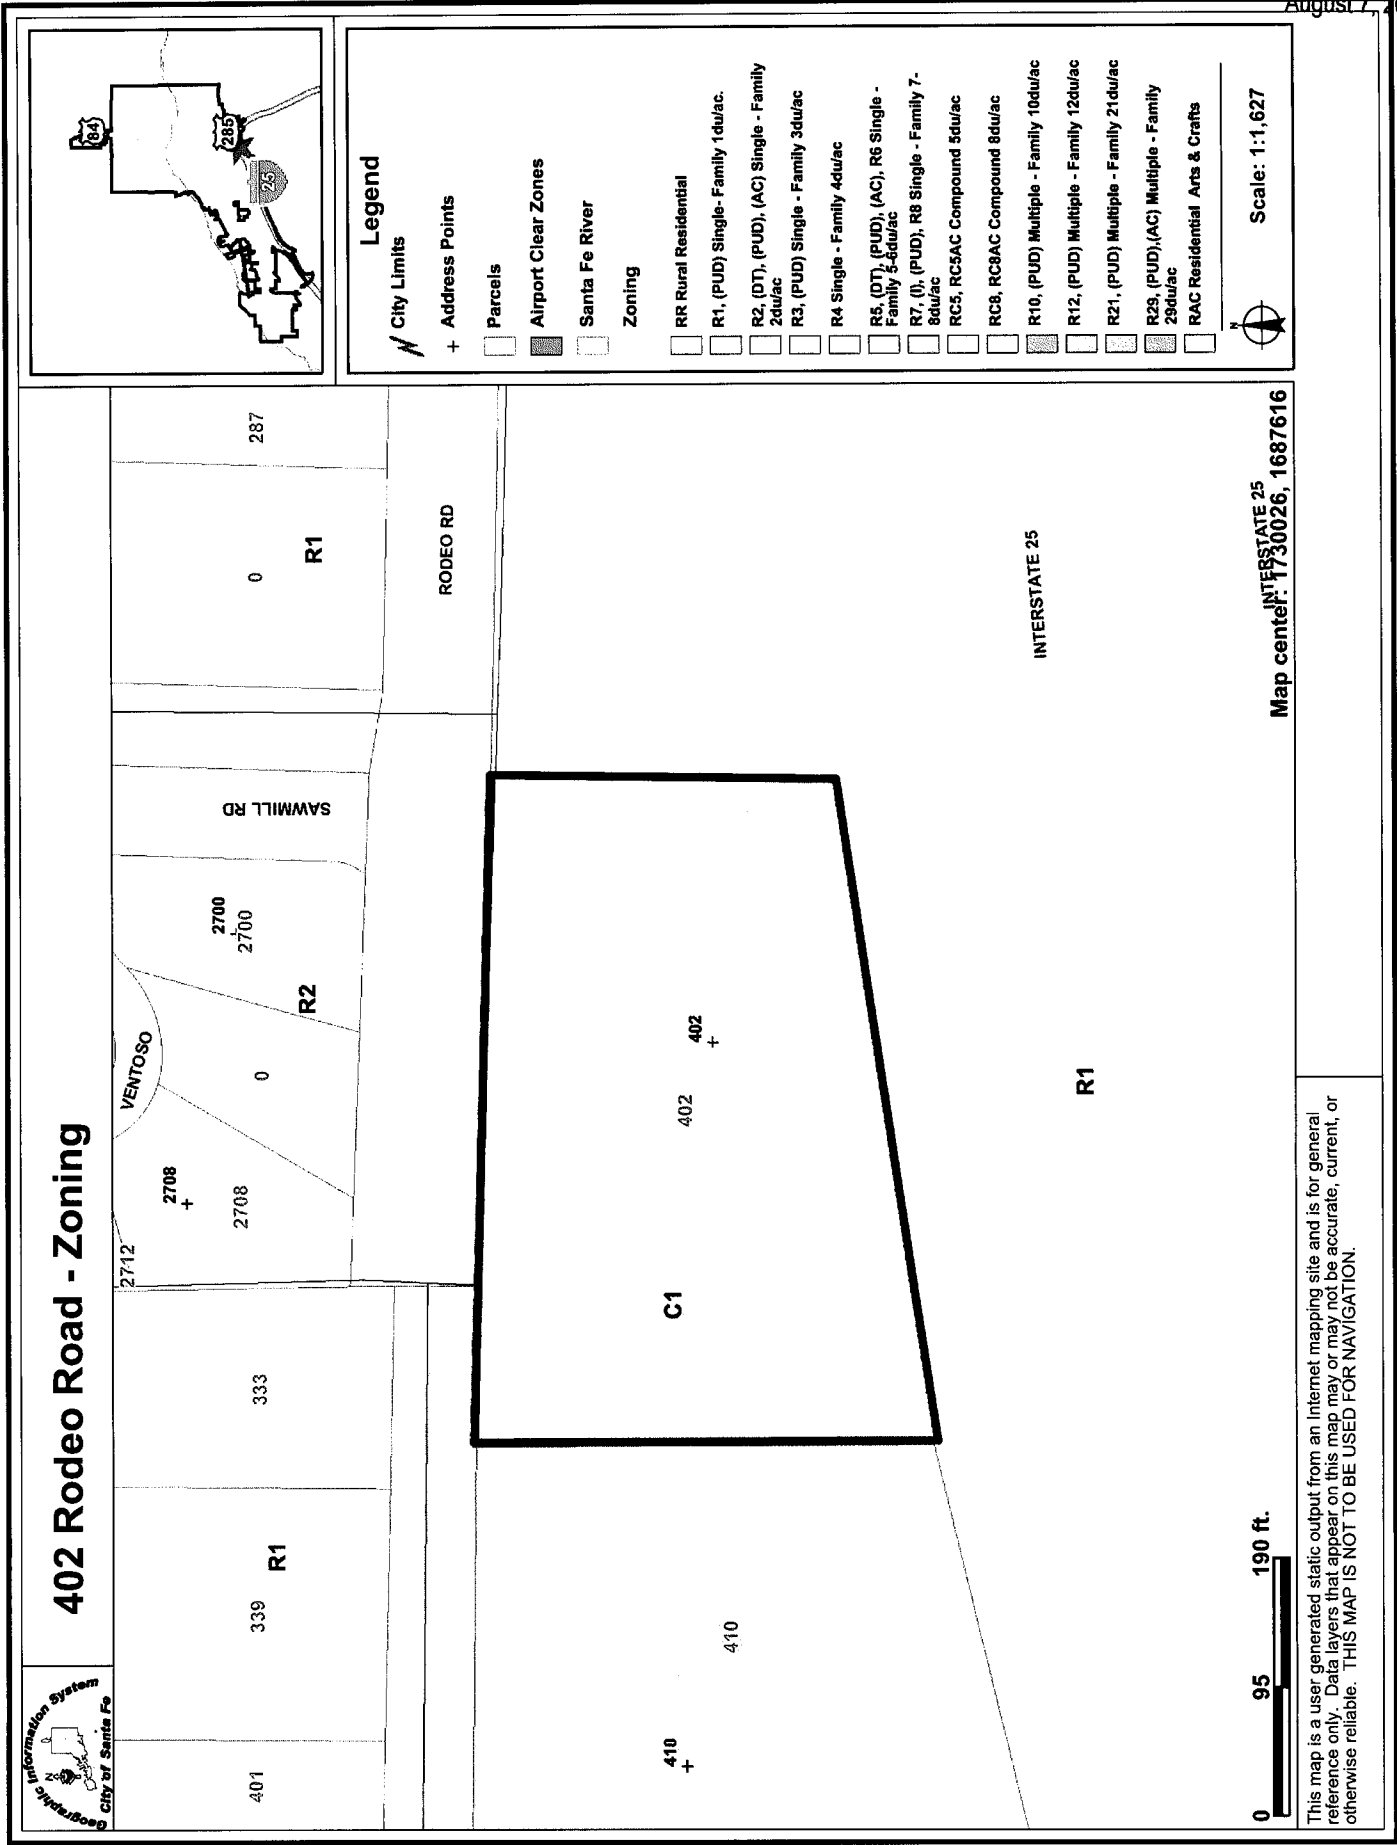 August 7, 2
402 Rodeo Road - Zoning
Geographic Information System
City of Santa Fe
N
84
285
25
Legend
City Limits
Address Points
Parcels
Airport Clear Zones
Santa Fe River
Zoning
RR Rural Residential
R1, (PUD) Single- Family 1du/ac.
R2, (DT), (PUD), (AC) Single - Family
2du/ac
R3, (PUD) Single - Family 3du/ac
R4 Single - Family 4du/ac
R5, (DT), (PUD), (AC), R6 Single -
Family 5-6du/ac
R7, (I), (PUD), R8 Single - Family 7-
8du/ac
RC5, RC5AC Compound 5du/ac
RC8, RC8AC Compound 8du/ac
R10, (PUD) Multiple - Family 10du/ac
R12, (PUD) Multiple - Family 12du/ac
R21, (PUD) Multiple - Family 21du/ac
R29, (PUD),(AC) Multiple - Family
29du/ac
RAC Residential Arts & Crafts
N
Scale: 1:1,627
401
339
R1
333
2712
2708
2708
VENTOSO
0
R2
2700
2700
SAWMILL RD
0
R1
287
RODEO RD
410
410
C1
402
402
R1
INTERSTATE 25
INTERSTATE 25
Map center: 1730026, 1687616
0 95 190 ft.
This map is a user generated static output from an Internet mapping site and is for general
reference only. Data layers that appear on this map may or may not be accurate, current, or
otherwise reliable. THIS MAP IS NOT TO BE USED FOR NAVIGATION.